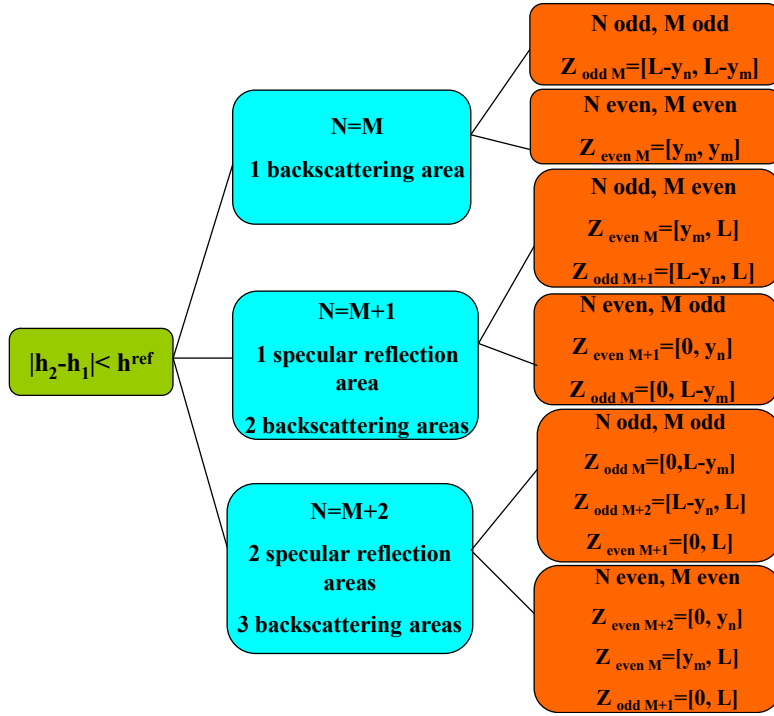 |h₂-h₁|< hʳᵉᶠ
N=M
1 backscattering area
N odd, M odd
Z odd M=[L-yₙ, L-yₘ]
N even, M even
Z even M=[yₘ, yₘ]
N=M+1
1 specular reflection
area
2 backscattering areas
N odd, M even
Z even M=[yₘ, L]
Z odd M+1=[L-yₙ, L]
N even, M odd
Z even M+1=[0, yₙ]
Z odd M=[0, L-yₘ]
N=M+2
2 specular reflection
areas
3 backscattering areas
N odd, M odd
Z odd M=[0,L-yₘ]
Z odd M+2=[L-yₙ, L]
Z even M+1=[0, L]
N even, M even
Z even M+2=[0, yₙ]
Z even M=[yₘ, L]
Z odd M+1=[0, L]